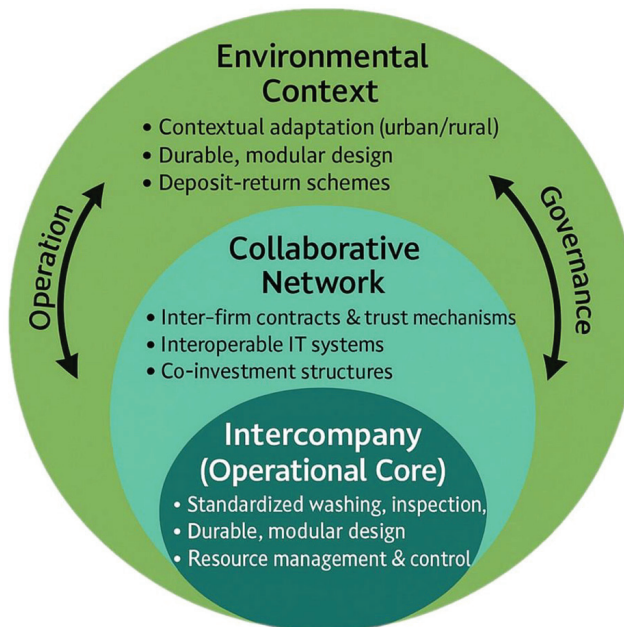 Environmental
Context
• Contextual adaptation (urban/rural)
• Durable, modular design
• Deposit-return schemes
Operation
Governance
Collaborative
Network
• Inter-firm contracts & trust mechanisms
• Interoperable IT systems
• Co-investment structures
Intercompany
(Operational Core)
• Standardized washing, inspection,
• Durable, modular design
• Resource management & control